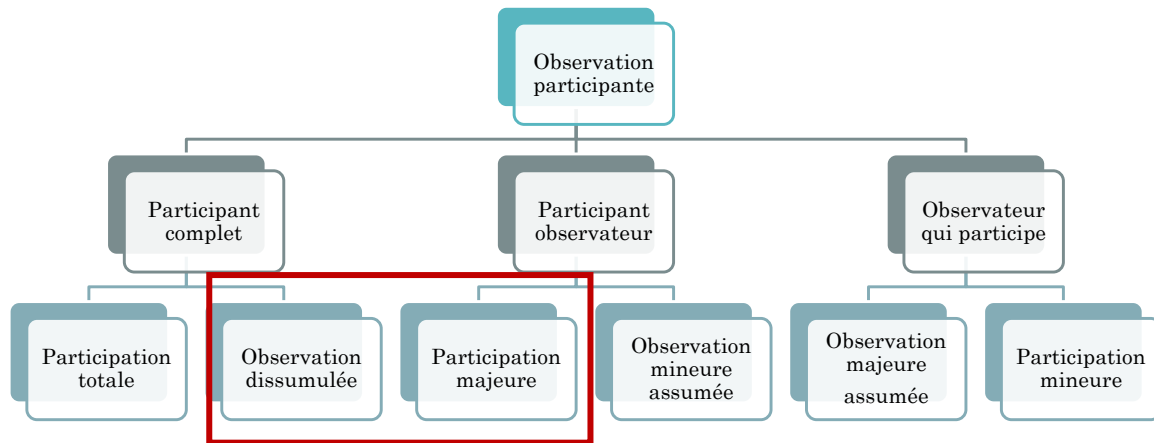 Observation
participante
Participant
complet
Participant
observateur
Observateur
qui participe
Participation
totale
Observation
dissumulée
Participation
majeure
Observation
mineure
assumée
Observation
majeure
assumée
Participation
mineure